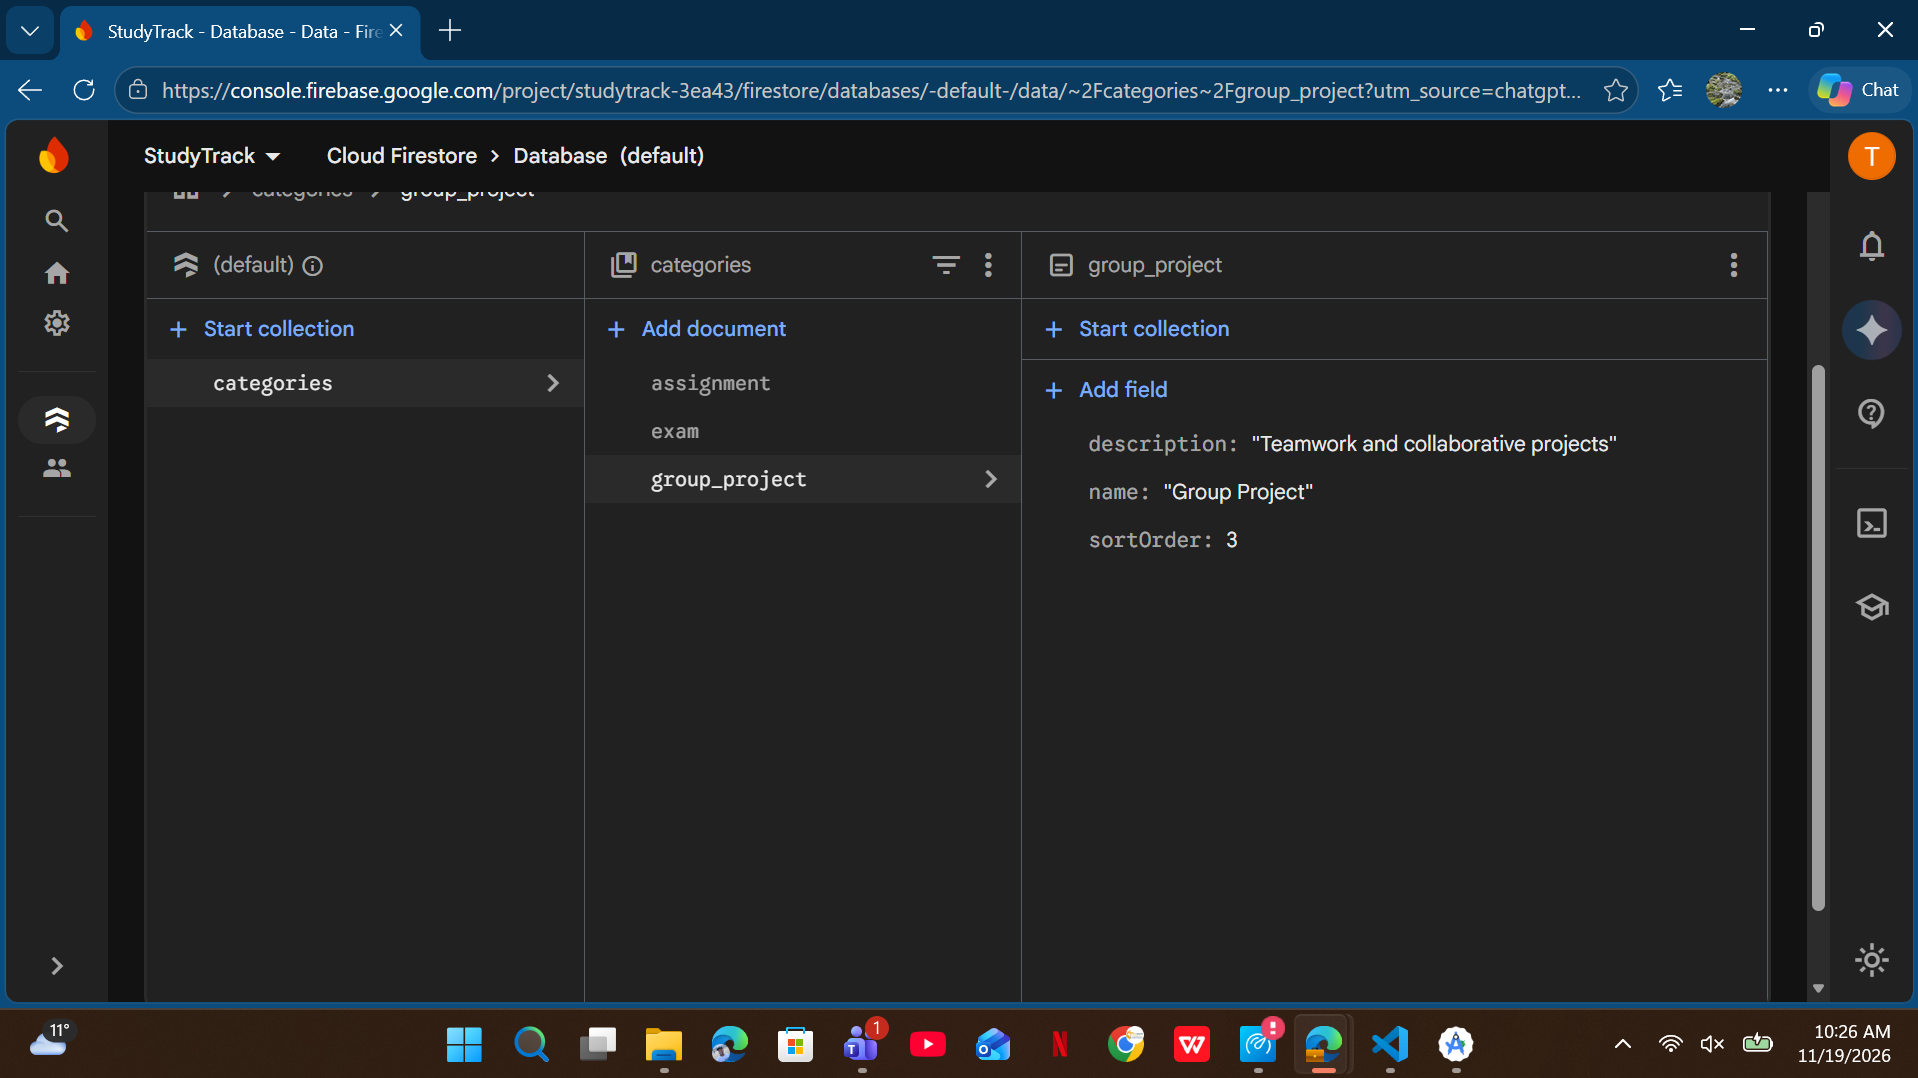 StudyTrack - Database - Data - Fire
https://console.firebase.google.com/project/studytrack-3ea43/firestore/databases/-default-/data/~2Fcategories~2Fgroup_project?utm_source=chatgpt...
Chat
StudyTrack
Cloud Firestore > Database (default)
T
categories > group_project
(default)
categories
group_project
+ Start collection
+ Add document
+ Start collection
categories
assignment
exam
group_project
+ Add field
description: "Teamwork and collaborative projects"
name: "Group Project"
sortOrder: 3
11°
1
10:26 AM
11/19/2026